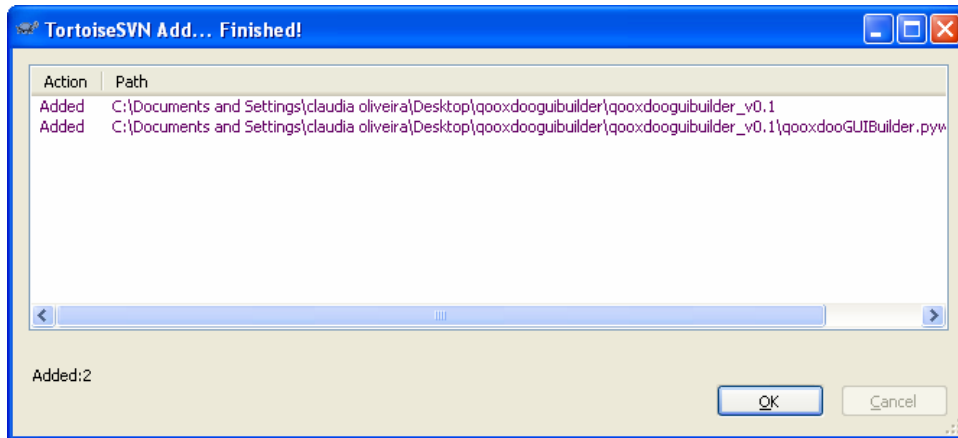 TortoiseSVN Add... Finished!
Action Path
Added C:\Documents and Settings\claudia oliveira\Desktop\qooxdooguibuilder\qooxdooguibuilder_v0.1
Added C:\Documents and Settings\claudia oliveira\Desktop\qooxdooguibuilder\qooxdooguibuilder_v0.1\qooxdooGUIBuilder.pyw
Added:2
OK Cancel